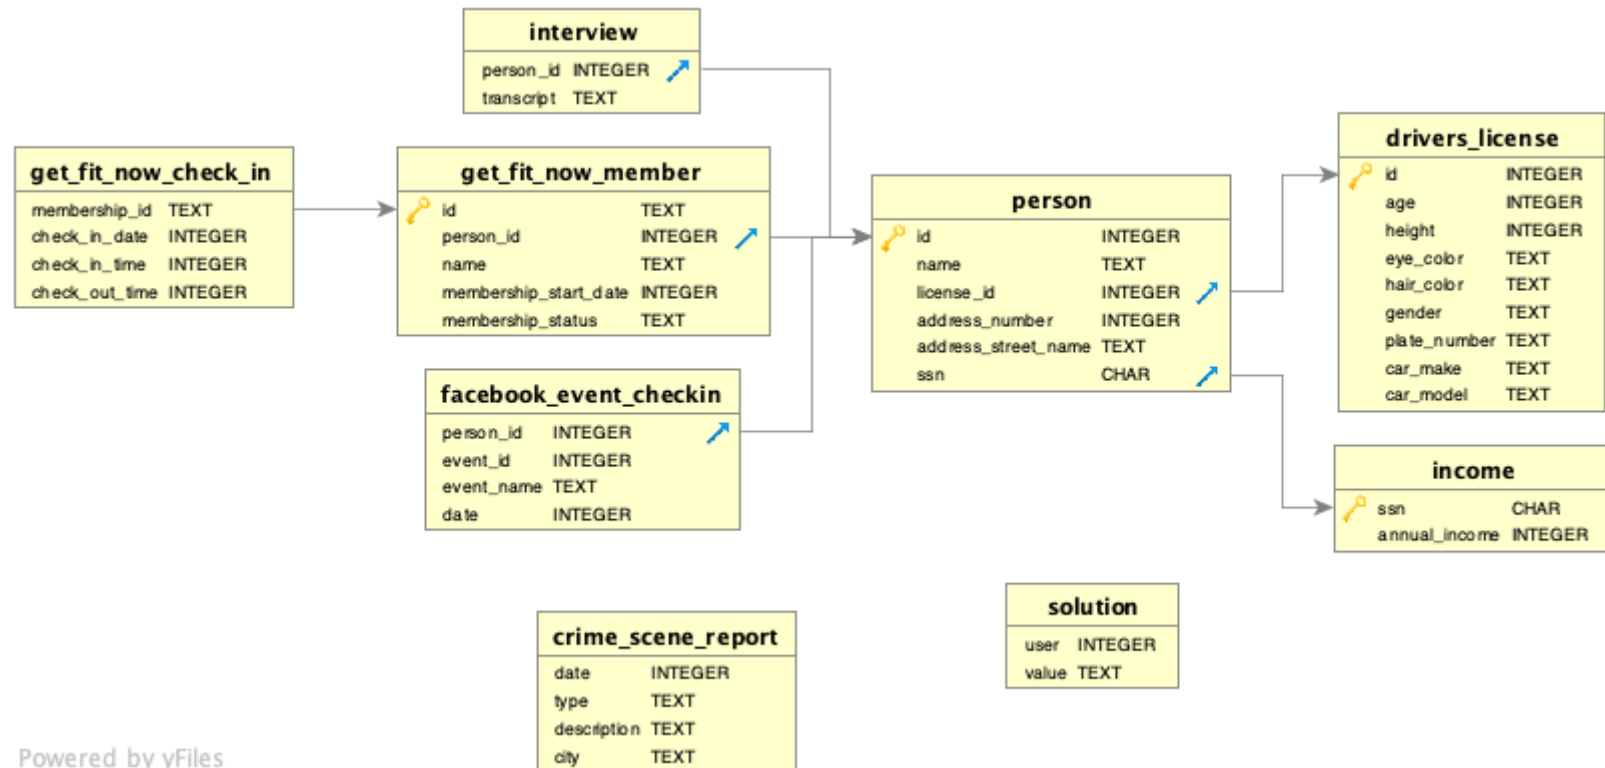 interview
person_id INTEGER
transcript TEXT
get_fit_now_check_in
membership_id TEXT
check_in_date INTEGER
check_in_time INTEGER
check_out_time INTEGER
get_fit_now_member
id TEXT
person_id INTEGER
name TEXT
membership_start_date INTEGER
membership_status TEXT
person
id INTEGER
name TEXT
license_id INTEGER
address_number INTEGER
address_street_name TEXT
ssn CHAR
drivers_license
id INTEGER
age INTEGER
height INTEGER
eye_color TEXT
hair_color TEXT
gender TEXT
plate_number TEXT
car_make TEXT
car_model TEXT
facebook_event_checkin
person_id INTEGER
event_id INTEGER
event_name TEXT
date INTEGER
income
ssn CHAR
annual_income INTEGER
solution
user INTEGER
value TEXT
crime_scene_report
date INTEGER
type TEXT
description TEXT
city TEXT
Powered by yFiles